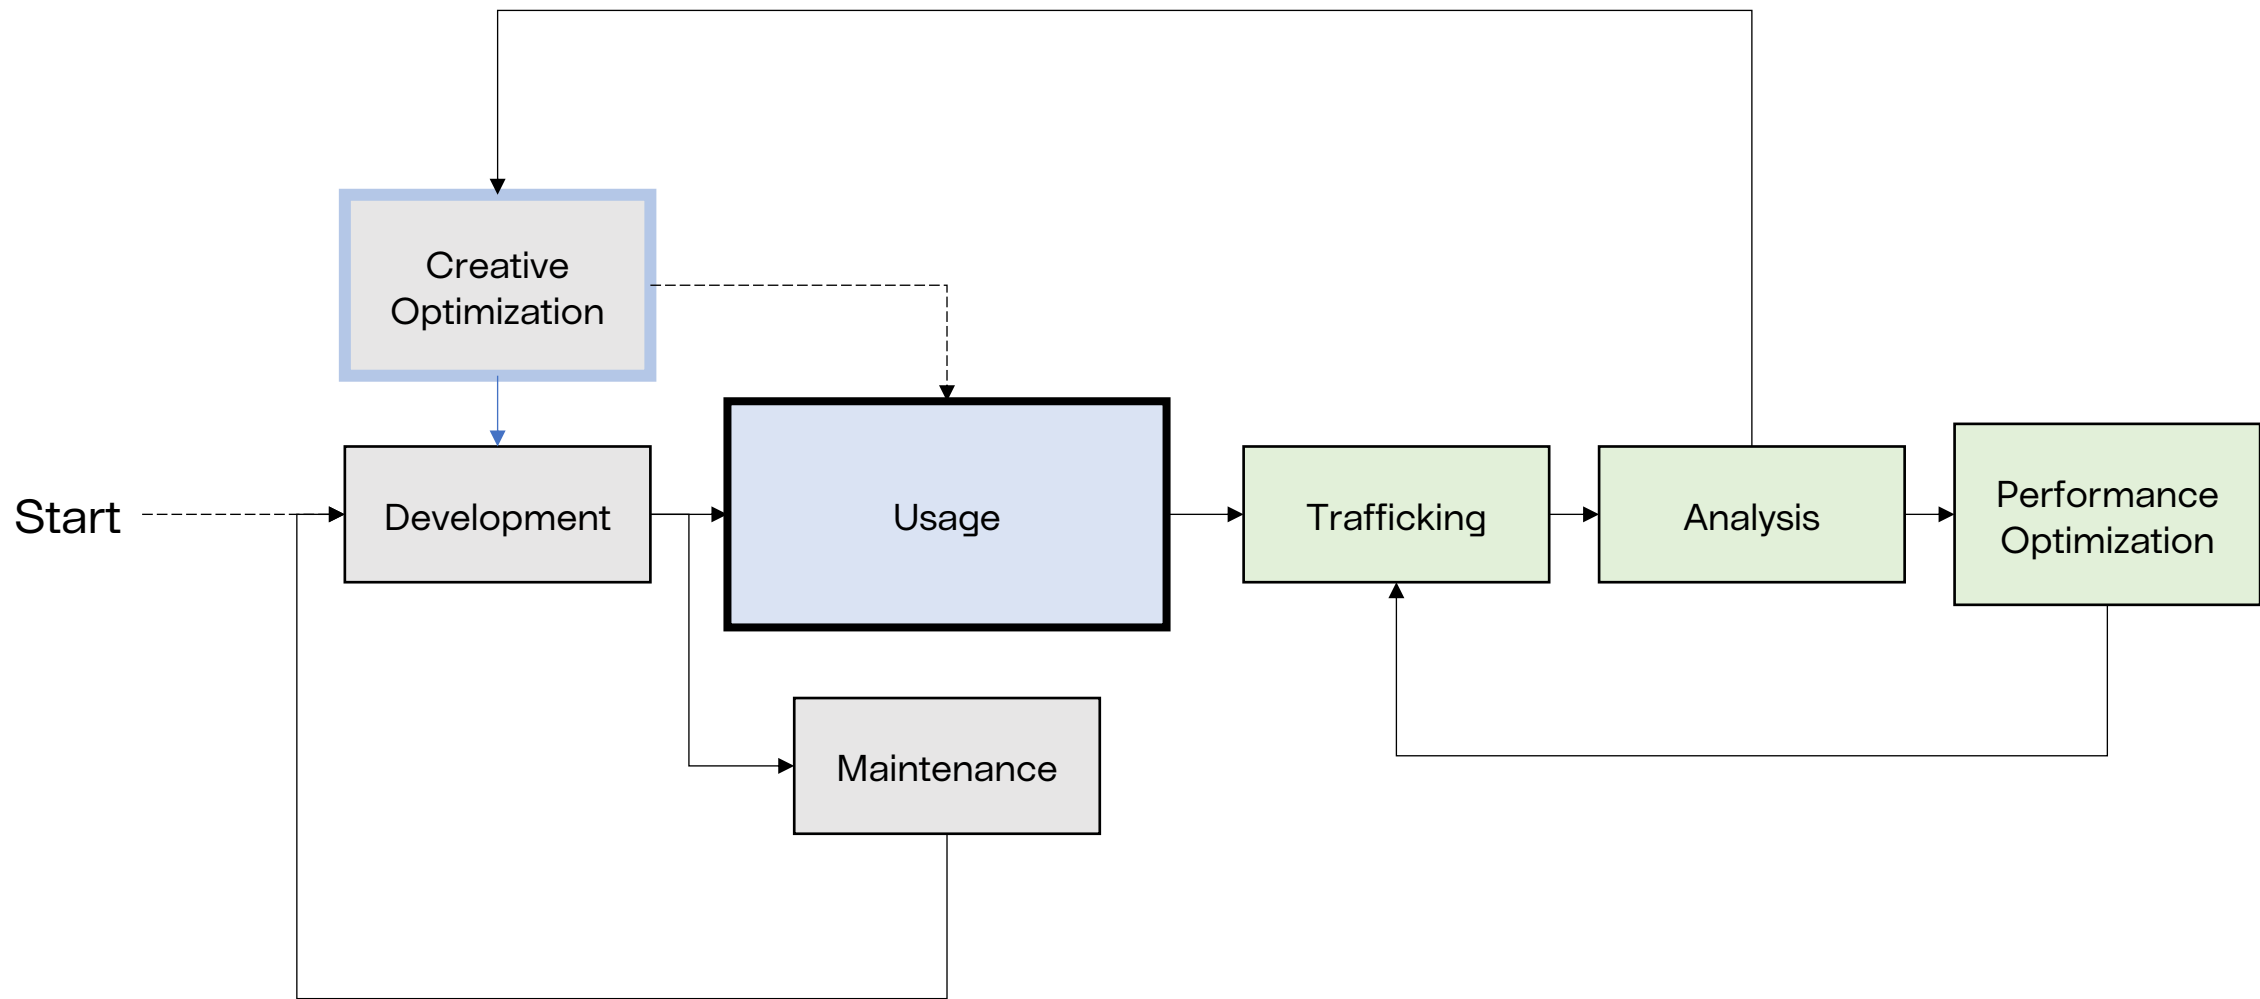 Creative
Optimization
Start
Development
Usage
Trafficking
Analysis
Performance
Optimization
Maintenance